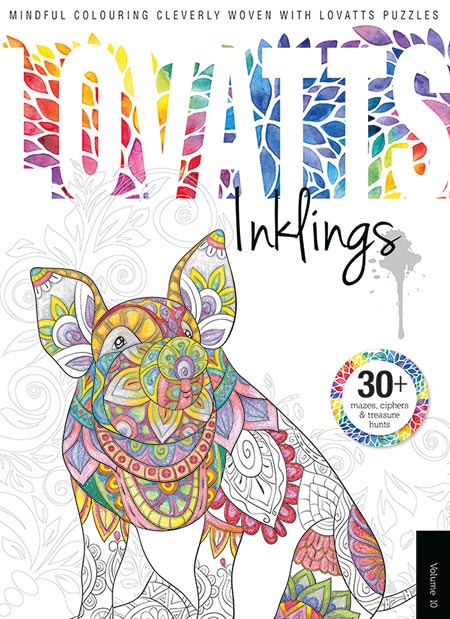 MINDFUL COLOURING CLEVERLY WOVEN WITH LOVATTS PUZZLES
LOVATTS
Inklings
30+
mazes, ciphers
& treasure
hunts
Volume 10